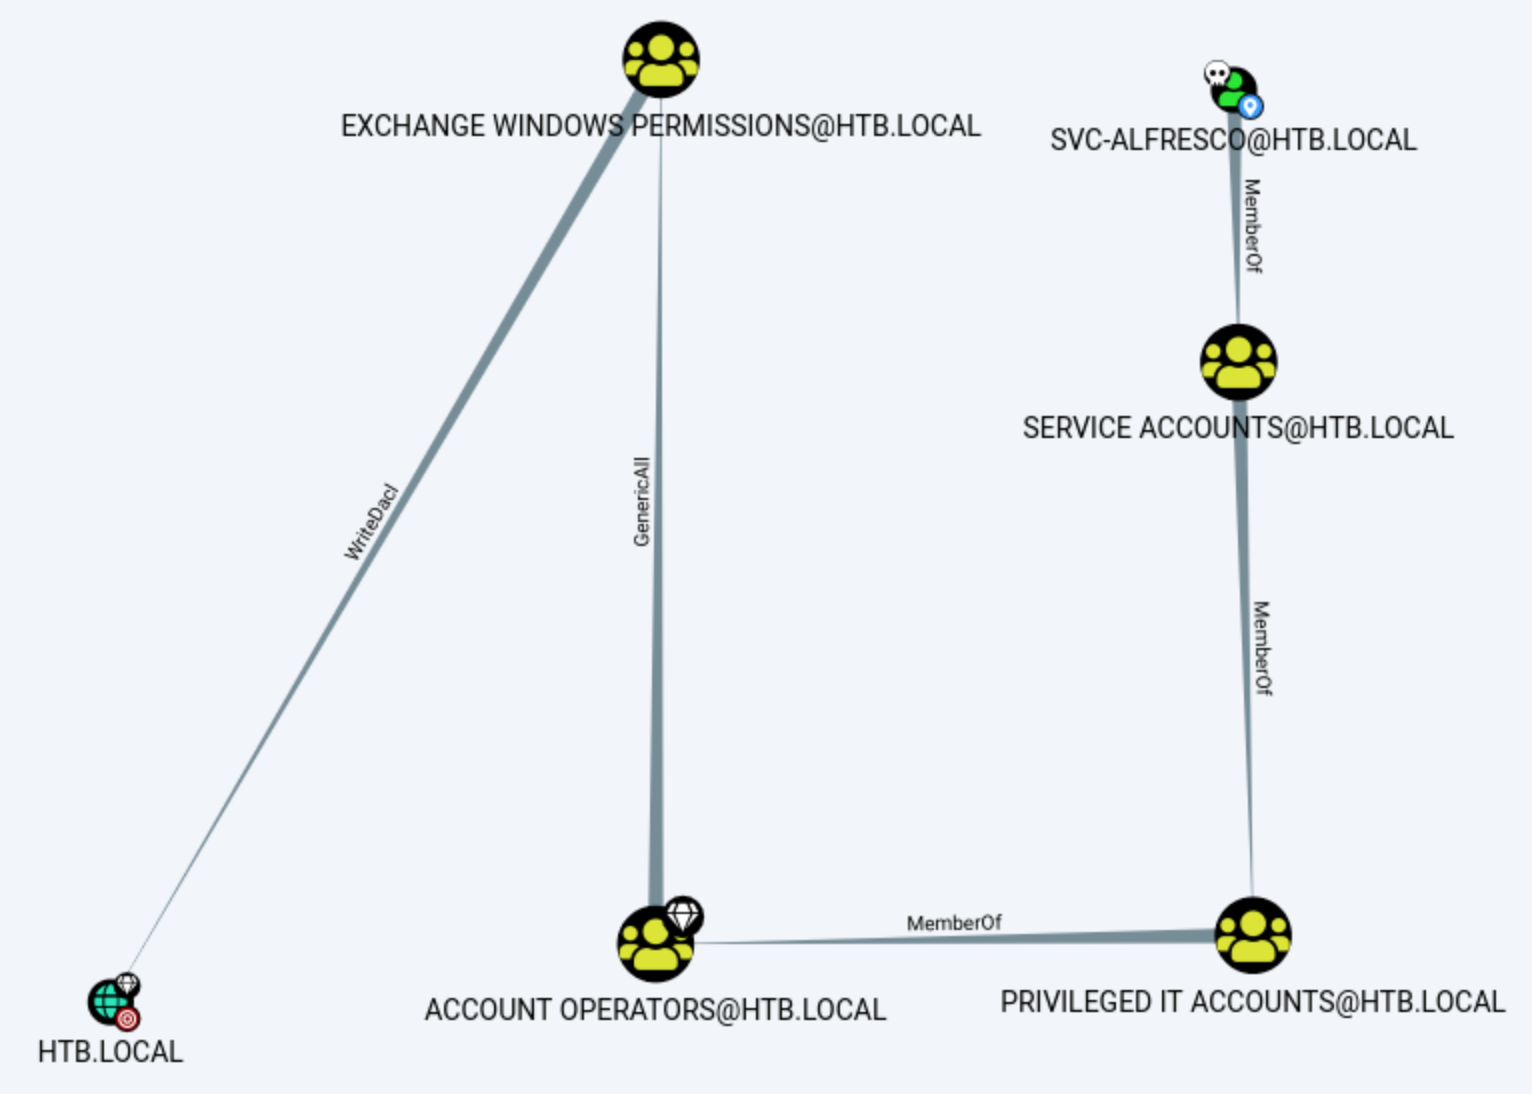 EXCHANGE WINDOWS PERMISSIONS@HTB.LOCAL
SVC-ALFRESCO@HTB.LOCAL
MemberOf
SERVICE ACCOUNTS@HTB.LOCAL
WriteDacl
GenericAll
MemberOf
MemberOf
ACCOUNT OPERATORS@HTB.LOCAL
PRIVILEGED IT ACCOUNTS@HTB.LOCAL
HTB.LOCAL